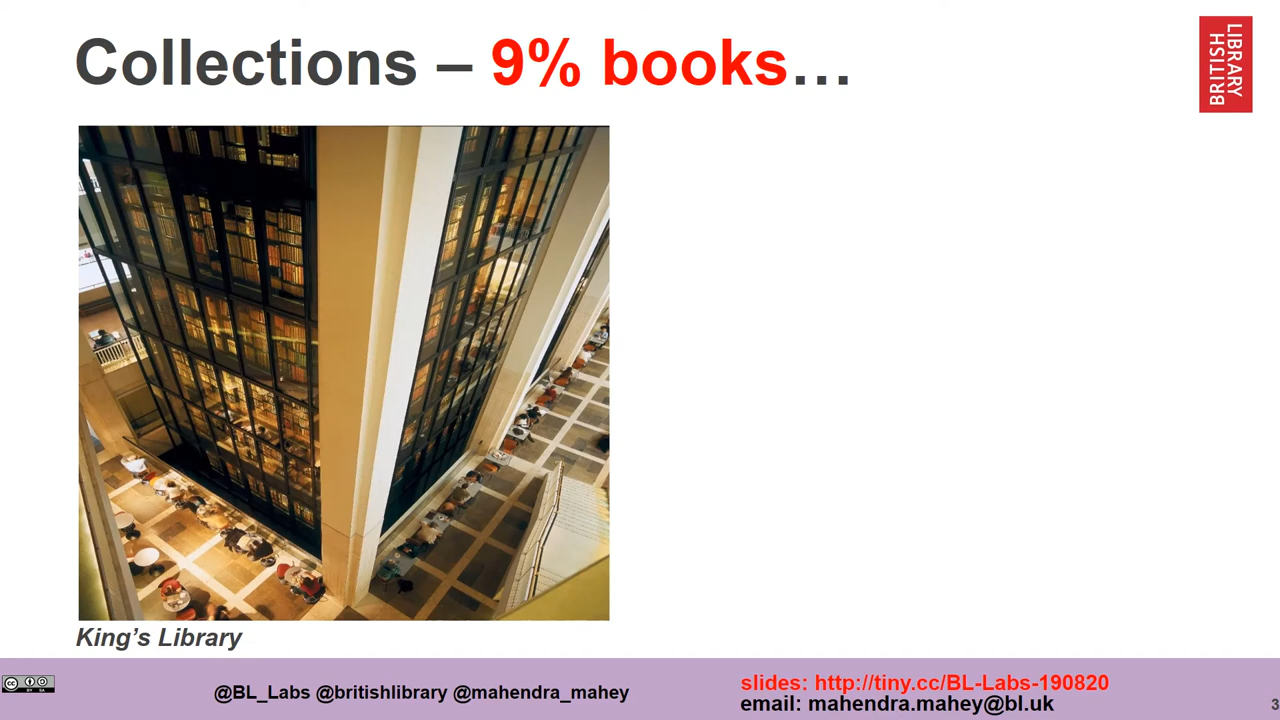 Collections – 9% books…
LIBRARY
BRITISH
King’s Library
@BL_Labs @britishlibrary @mahendra_mahey
slides: http://tiny.cc/BL-Labs-190820
email: mahendra.mahey@bl.uk
3